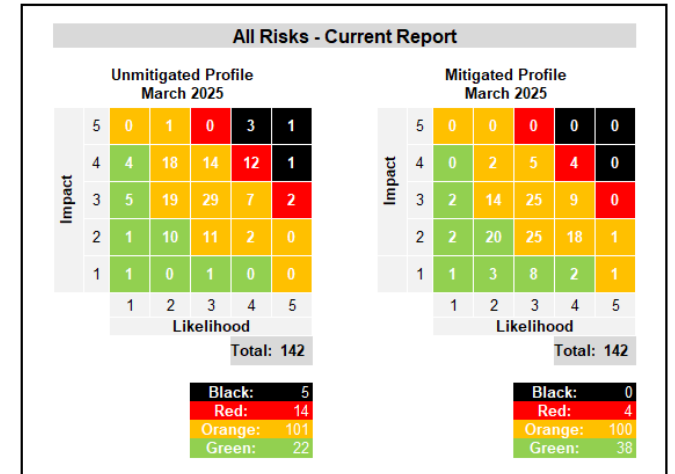 All Risks - Current Report
Unmitigated Profile
March 2025
Impact
5 0 1 0 3 1
4 4 18 14 12 1
3 5 19 29 7 2
2 1 10 11 2 0
1 1 0 1 0 0
1 2 3 4 5
Likelihood
Total: 142
Black: 5
Red: 14
Orange: 101
Green: 22
Mitigated Profile
March 2025
Impact
5 0 0 0 0 0
4 0 2 5 4 0
3 2 14 25 9 0
2 2 20 25 18 1
1 1 3 8 2 1
1 2 3 4 5
Likelihood
Total: 142
Black: 0
Red: 4
Orange: 100
Green: 38